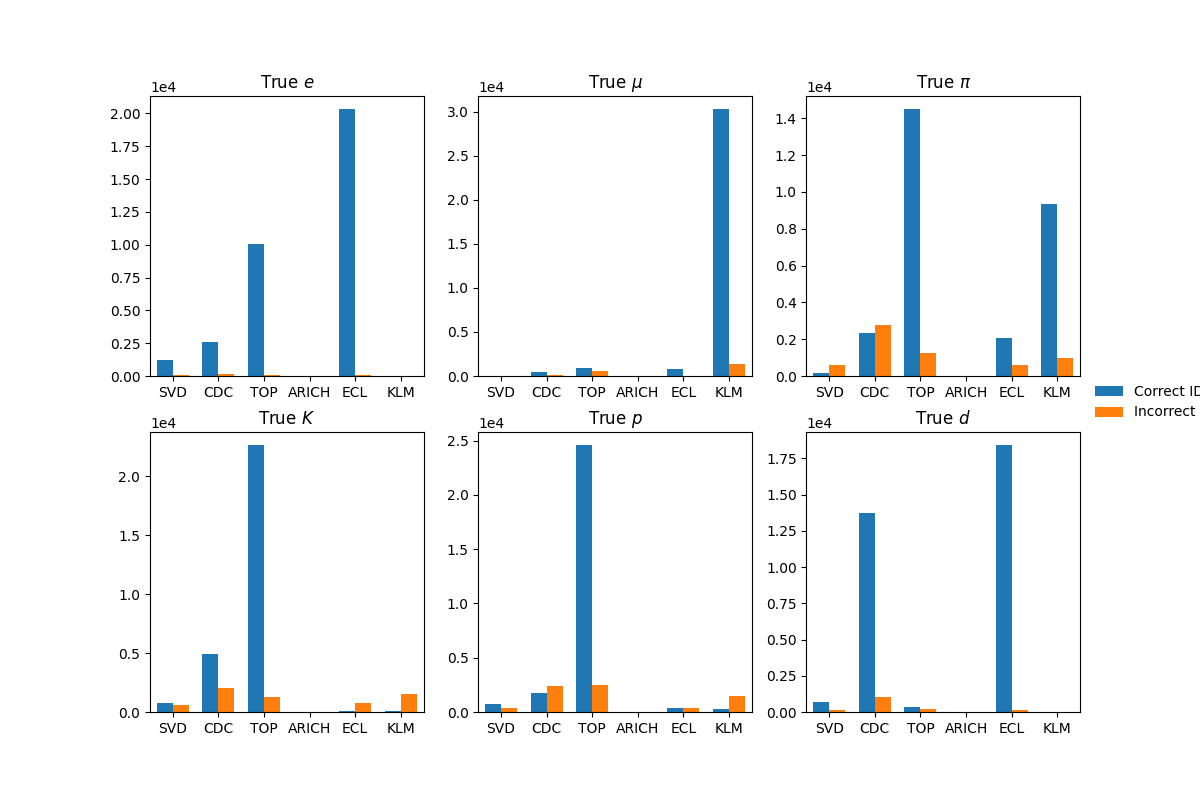 True e
1e4
2.00
1.75
1.50
1.25
1.00
0.75
0.50
0.25
0.00
SVD CDC TOP ARICH ECL KLM
True μ
1e4
3.0
2.5
2.0
1.5
1.0
0.5
0.0
SVD CDC TOP ARICH ECL KLM
True π
1e4
1.4
1.2
1.0
0.8
0.6
0.4
0.2
0.0
SVD CDC TOP ARICH ECL KLM
Correct ID
Incorrect
True K
1e4
2.0
1.5
1.0
0.5
0.0
SVD CDC TOP ARICH ECL KLM
True p
1e4
2.5
2.0
1.5
1.0
0.5
0.0
SVD CDC TOP ARICH ECL KLM
True d
1e4
1.75
1.50
1.25
1.00
0.75
0.50
0.25
0.00
SVD CDC TOP ARICH ECL KLM